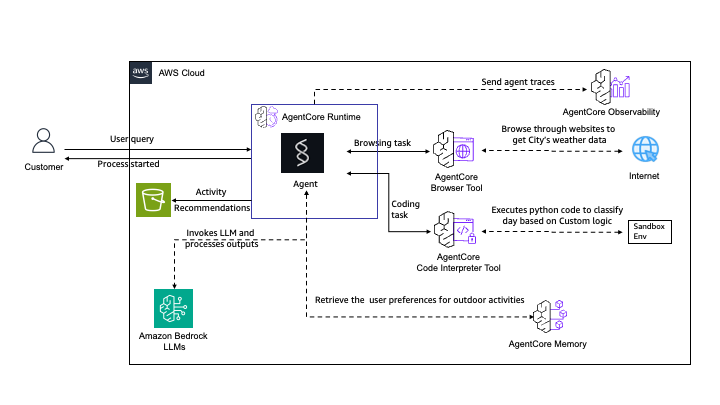 aws
AWS Cloud
Send agent traces
AgentCore Observability
AgentCore Runtime
User query
Process started
Customer
Agent
Browsing task
AgentCore
Browser Tool
Browse through websites to
get City's weather data
Internet
Activity
Recommendations
Coding
task
AgentCore
Code Interpreter Tool
Executes python code to classify
day based on Custom logic
Sandbox
Env
Invokes LLM and
processes outputs
Amazon Bedrock
LLMs
Retrieve the user preferences for outdoor activities
AgentCore Memory